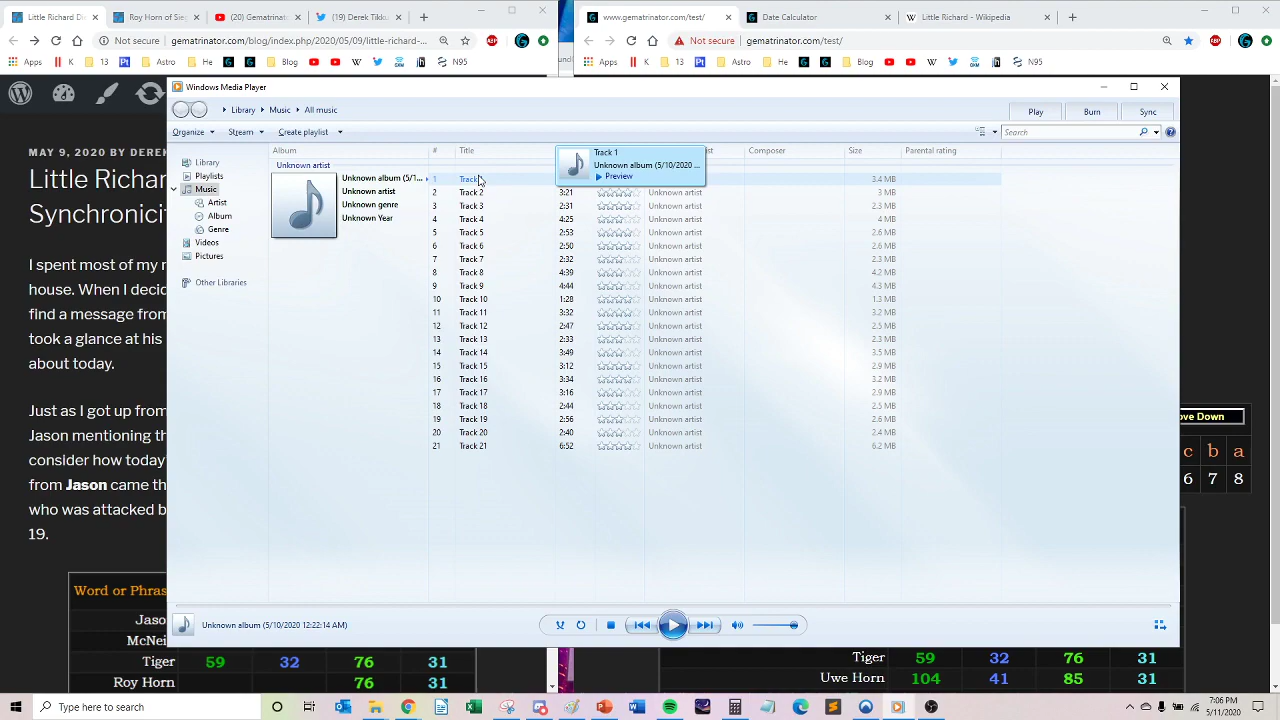 Little Richard Di
Roy Horn of Sie
(20) Gematrina
(19) Derek Tikku
www.gematrinator.com/test/
Date Calculator
Little Richard - Wikipedia
Not secure
gematrinator.com/blog/index.php/2020/05/09/little-richard-...
Not secure
gematrinator.com/test/
Apps
K
13
Astro
He
Blog
N95
Apps
K
13
Astro
He
Blog
N95
Windows Media Player
Library
Music
All music
Play
Burn
Sync
Organize
Stream
Create playlist
Search
Album
#
Title
Composer
Size
Parental rating
Unknown artist
Track 1
Unknown album (5/10/2020 ...
Preview
Library
Playlists
Music
Artist
Album
Genre
Videos
Pictures
Other Libraries
Unknown album (5/1...
Unknown artist
Unknown genre
Unknown Year
1 Track 3.4 MB
2 Track 2 3:21 Unknown artist 3 MB
3 Track 3 2:31 Unknown artist 2.3 MB
4 Track 4 4:25 Unknown artist 4 MB
5 Track 5 2:53 Unknown artist 2.6 MB
6 Track 6 2:50 Unknown artist 2.6 MB
7 Track 7 2:32 Unknown artist 2.3 MB
8 Track 8 4:39 Unknown artist 4.2 MB
9 Track 9 4:44 Unknown artist 4.3 MB
10 Track 10 1:28 Unknown artist 1.3 MB
11 Track 11 3:32 Unknown artist 3.2 MB
12 Track 12 2:47 Unknown artist 2.5 MB
13 Track 13 2:33 Unknown artist 2.3 MB
14 Track 14 3:49 Unknown artist 3.5 MB
15 Track 15 3:12 Unknown artist 2.9 MB
16 Track 16 3:34 Unknown artist 3.2 MB
17 Track 17 3:16 Unknown artist 2.9 MB
18 Track 18 2:44 Unknown artist 2.5 MB
19 Track 19 2:56 Unknown artist 2.6 MB
20 Track 20 2:40 Unknown artist 2.4 MB
21 Track 21 6:52 Unknown artist 6.2 MB
Unknown album (5/10/2020 12:22:14 AM)
MAY 9, 2020 BY DEREK
Little Richar
Synchronicit
I spent most of my r
house. When I decid
find a message from
took a glance at his
about today.
Just as I got up from
Jason mentioning th
consider how today
from Jason came th
who was attacked b
19.
Word or Phras
Jaso
McNei
Tiger 59 32 76 31
Roy Horn 76 31
ove Down
c b a
6 7 8
Tiger 59 32 76 31
Uwe Horn 104 41 85 31
Type here to search
7:06 PM
5/11/2020